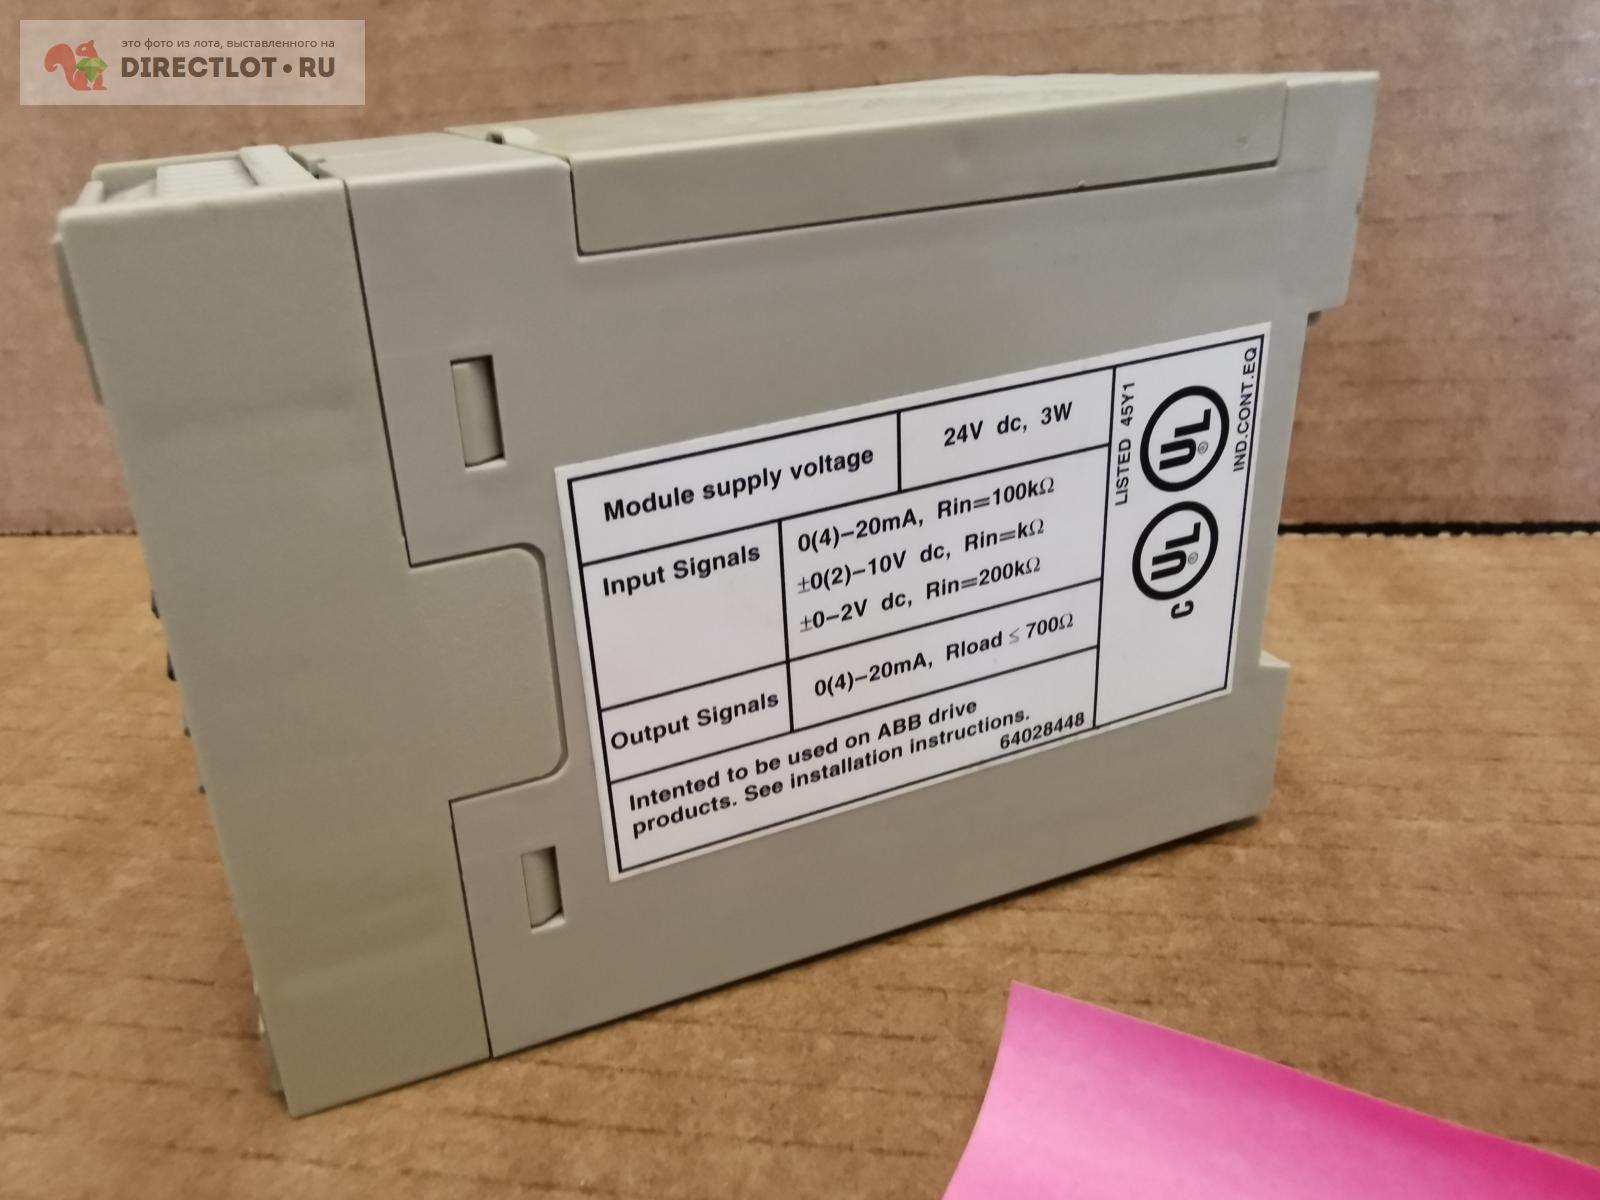 это фото из лота, выставленного на
DIRECTLOT•RU
Module supply voltage
24V dc, 3W
Input Signals
0(4)–20mA, Rin=100kΩ
±0(2)–10V dc, Rin=kΩ
±0–2V dc, Rin=200kΩ
Output Signals
0(4)–20mA, Rload ≤ 700Ω
Intented to be used on ABB drive
products. See installation instructions.
64028448
LISTED 45Y1
C UL® UL®
IND.CONT.EQ